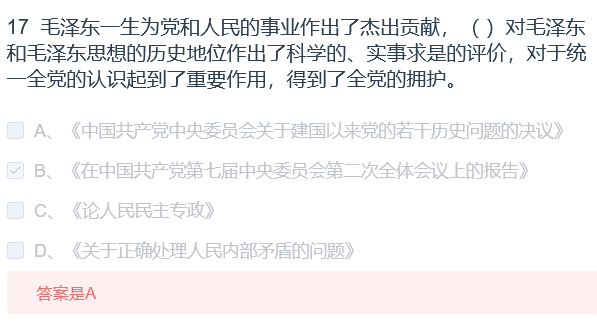 17 毛泽东一生为党和人民的事业作出了杰出贡献，（ ）对毛泽东
和毛泽东思想的历史地位作出了科学的、实事求是的评价，对于统
一全党的认识起到了重要作用，得到了全党的拥护。
A、《中国共产党中央委员会关于建国以来党的若干历史问题的决议》
B、《在中国共产党第七届中央委员会第二次全体会议上的报告》
C、《论人民民主专政》
D、《关于正确处理人民内部矛盾的问题》
答案是A